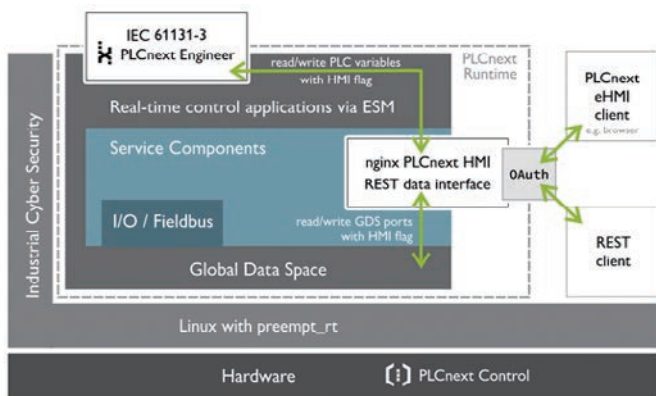 IEC 61131-3
PLCnext Engineer
read/write PLC variables
with HMI flag
PLCnext
Runtime
Real-time control applications via ESM
Service Components
I/O / Fieldbus
nginx PLCnext HMI
REST data interface
read/write GDS ports
with HMI flag
Global Data Space
OAuth
PLCnext
eHMI
client
e.g. browser
REST
client
Industrial Cyber Security
Linux with preempt_rt
Hardware
PLCnext Control